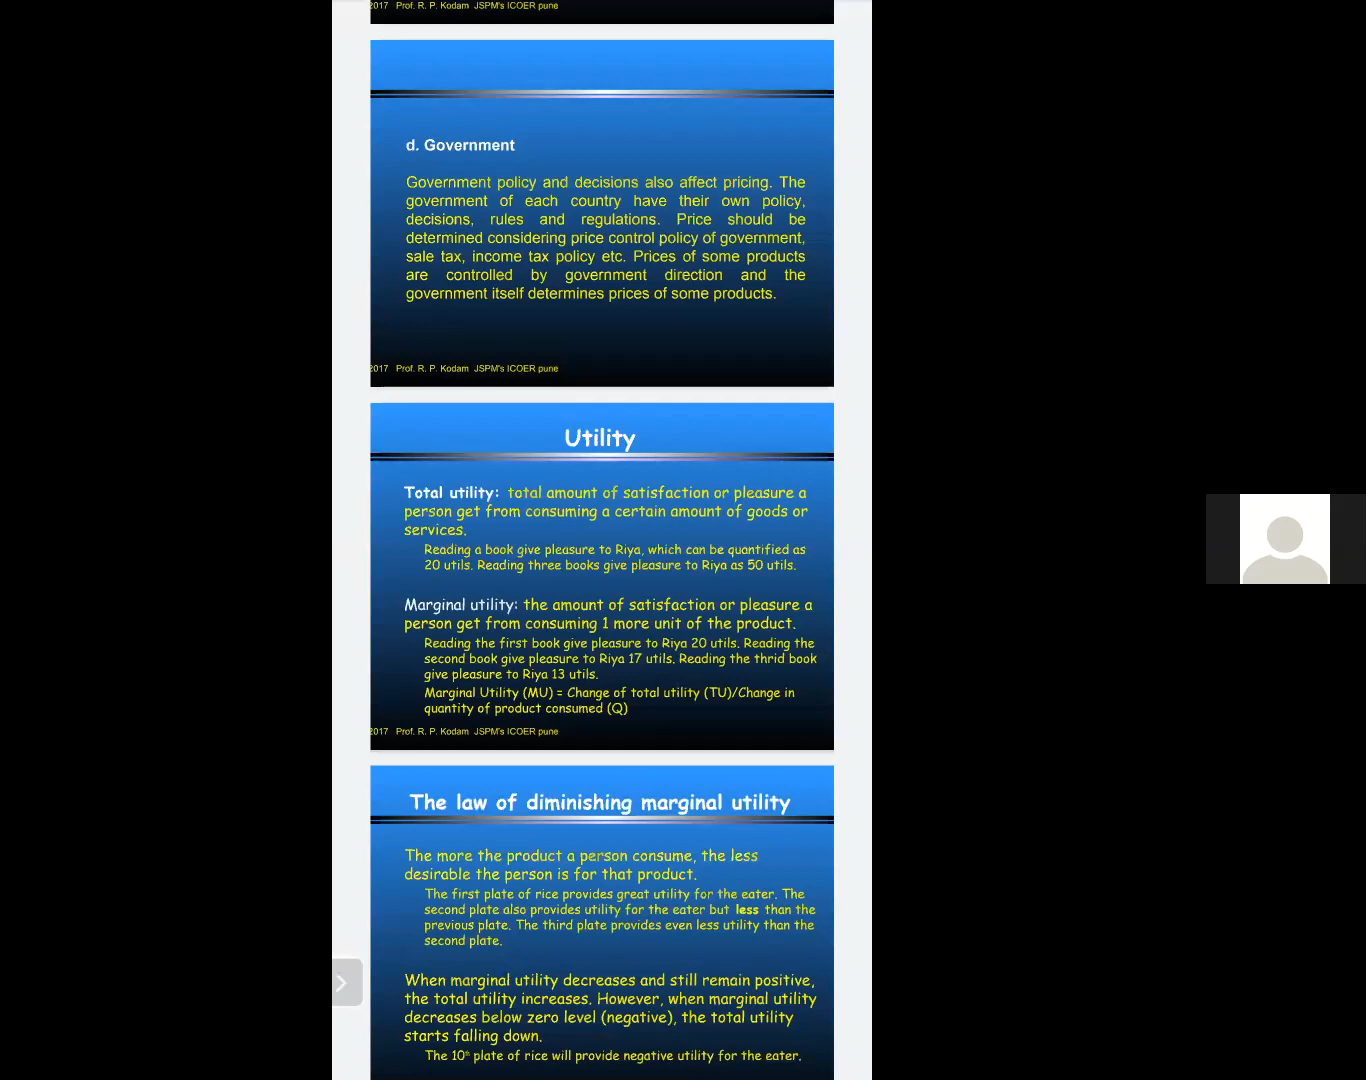 2017 Prof. R. P. Kodam JSPM's ICOER pune
d. Government
Government policy and decisions also affect pricing. The
government of each country have their own policy,
decisions, rules and regulations. Price should be
determined considering price control policy of government,
sale tax, income tax policy etc. Prices of some products
are controlled by government direction and the
government itself determines prices of some products.
2017 Prof. R. P. Kodam JSPM's ICOER pune
Utility
Total utility: total amount of satisfaction or pleasure a
person get from consuming a certain amount of goods or
services.
Reading a book give pleasure to Riya, which can be quantified as
20 utils. Reading three books give pleasure to Riya as 50 utils.
Marginal utility: the amount of satisfaction or pleasure a
person get from consuming 1 more unit of the product.
Reading the first book give pleasure to Riya 20 utils. Reading the
second book give pleasure to Riya 17 utils. Reading the thrid book
give pleasure to Riya 13 utils.
Marginal Utility (MU) = Change of total utility (TU)/Change in
quantity of product consumed (Q)
2017 Prof. R. P. Kodam JSPM's ICOER pune
The law of diminishing marginal utility
The more the product a person consume, the less
desirable the person is for that product.
The first plate of rice provides great utility for the eater. The
second plate also provides utility for the eater but less than the
previous plate. The third plate provides even less utility than the
second plate.
When marginal utility decreases and still remain positive,
the total utility increases. However, when marginal utility
decreases below zero level (negative), the total utility
starts falling down.
The 10th plate of rice will provide negative utility for the eater.